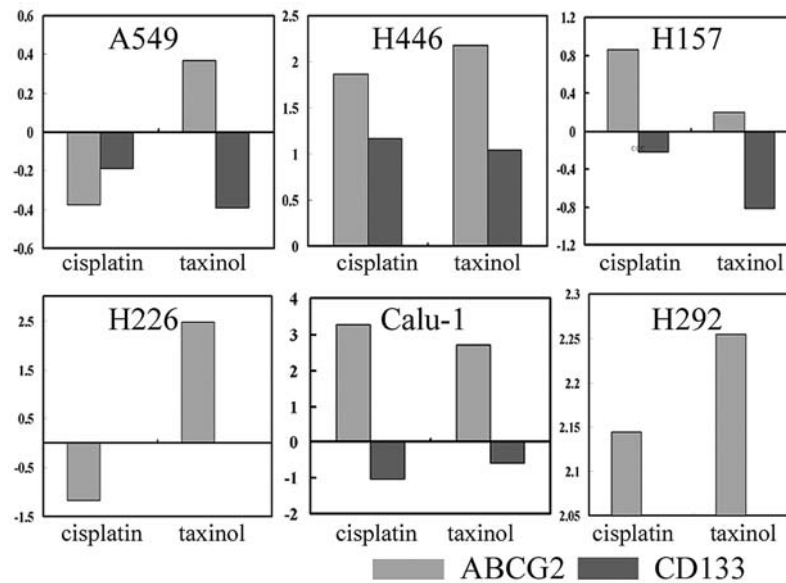 A549
0.6
0.4
0.2
0
-0.2
-0.4
-0.6
cisplatin taxinol
H446
2.5
2
1.5
1
0.5
0
cisplatin taxinol
H157
1.2
0.8
0.4
0
-0.4
-0.8
-1.2
cisplatin taxinol
H226
2.5
1.5
0.5
-0.5
-1.5
cisplatin taxinol
Calu-1
4
3
2
1
0
-1
-2
cisplatin taxinol
H292
2.3
2.25
2.2
2.15
2.1
2.05
cisplatin taxinol
ABCG2 CD133